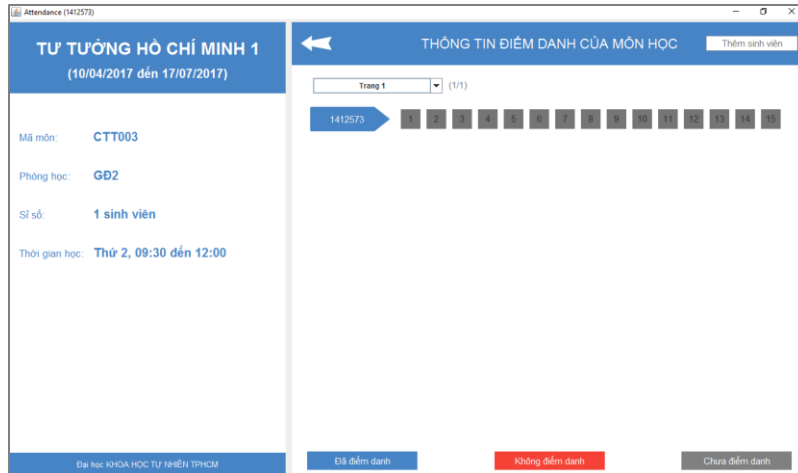 Attendance (1412573)
TƯ TƯỞNG HỒ CHÍ MINH 1
(10/04/2017 đến 17/07/2017)
Mã môn: CTT003
Phòng học: GĐ2
Sĩ số: 1 sinh viên
Thời gian học: Thứ 2, 09:30 đến 12:00
Đại học KHOA HỌC TỰ NHIÊN TPHCM
THÔNG TIN ĐIỂM DANH CỦA MÔN HỌC
Thêm sinh viên
Trang 1 (1/1)
1412573 1 2 3 4 5 6 7 8 9 10 11 12 13 14 15
Đã điểm danh
Không điểm danh
Chưa điểm danh